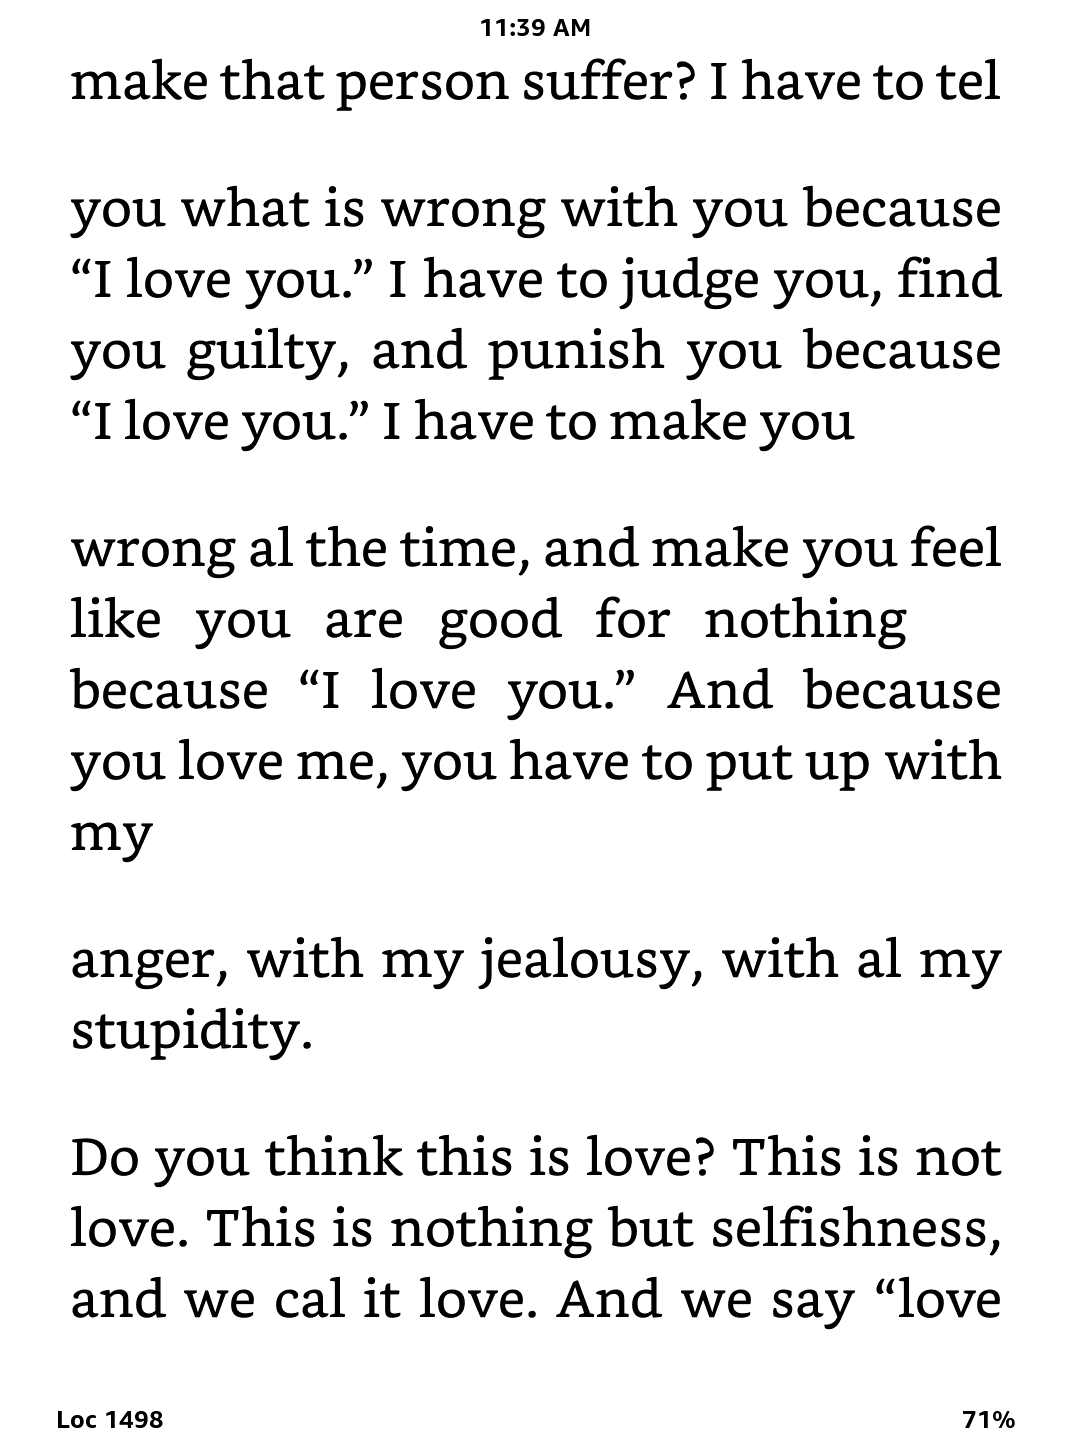 11:39 AM
make that person suffer? I have to tel
you what is wrong with you because
“I love you.” I have to judge you, find
you guilty, and punish you because
“I love you.” I have to make you
wrong al the time, and make you feel
like you are good for nothing
because “I love you.” And because
you love me, you have to put up with
my
anger, with my jealousy, with al my
stupidity.
Do you think this is love? This is not
love. This is nothing but selfishness,
and we cal it love. And we say “love
Loc 1498
71%